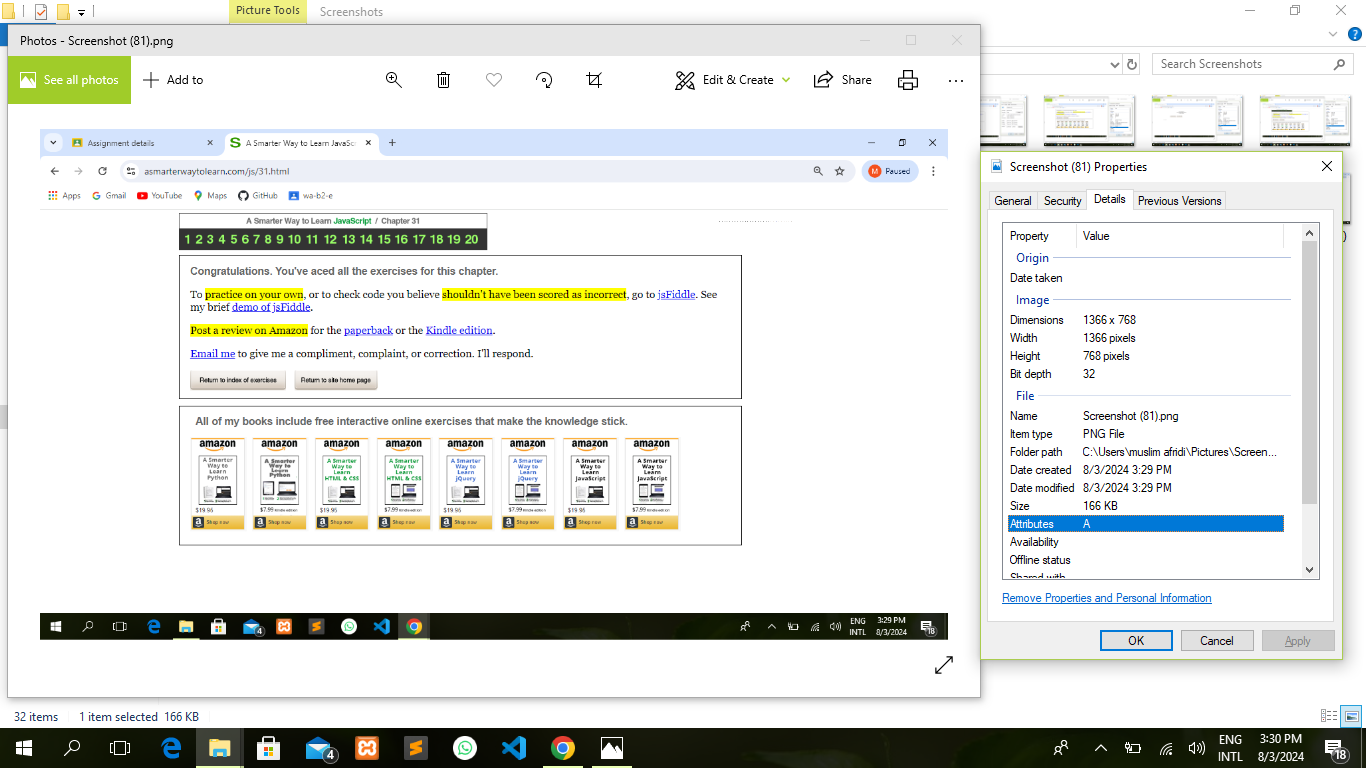 Picture Tools
Screenshots
Photos - Screenshot (81).png
See all photos
Add to
Edit & Create
Share
Search Screenshots
Assignment details
A Smarter Way to Learn JavaSc
asmarterwaytolearn.com/js/31.html
M
Paused
Apps
Gmail
YouTube
Maps
GitHub
wa-b2-e
A Smarter Way to Learn JavaScript / Chapter 31
1 2 3 4 5 6 7 8 9 10 11 12 13 14 15 16 17 18 19 20
Congratulations. You've aced all the exercises for this chapter.
To practice on your own, or to check code you believe shouldn't have been scored as incorrect, go to jsFiddle. See
my brief demo of jsFiddle.
Post a review on Amazon for the paperback or the Kindle edition.
Email me to give me a compliment, complaint, or correction. I'll respond.
Return to index of exercises
Return to site home page
All of my books include free interactive online exercises that make the knowledge stick.
amazon amazon amazon amazon amazon amazon amazon amazon
A Smarter Way to Learn Python
$19.95
Shop now
A Smarter Way to Learn Python
$7.99 Kindle edition
Shop now
A Smarter Way to Learn HTML & CSS
$19.95
Shop now
A Smarter Way to Learn HTML & CSS
$7.99 Kindle edition
Shop now
A Smarter Way to Learn jQuery
$19.95
Shop now
A Smarter Way to Learn jQuery
$7.99 Kindle edition
Shop now
A Smarter Way to Learn JavaScript
$19.95
Shop now
A Smarter Way to Learn JavaScript
$7.99 Kindle edition
Shop now
4
ENG
INTL
3:29 PM
8/3/2024
18
Screenshot (81) Properties
General
Security
Details
Previous Versions
Property
Value
Origin
Date taken
Image
Dimensions 1366 x 768
Width 1366 pixels
Height 768 pixels
Bit depth 32
File
Name Screenshot (81).png
Item type PNG File
Folder path C:\Users\muslim afridi\Pictures\Screen...
Date created 8/3/2024 3:29 PM
Date modified 8/3/2024 3:29 PM
Size 166 KB
Attributes A
Availability
Offline status
Shared with
Remove Properties and Personal Information
OK
Cancel
Apply
32 items
1 item selected 166 KB
4
ENG
INTL
3:30 PM
8/3/2024
18